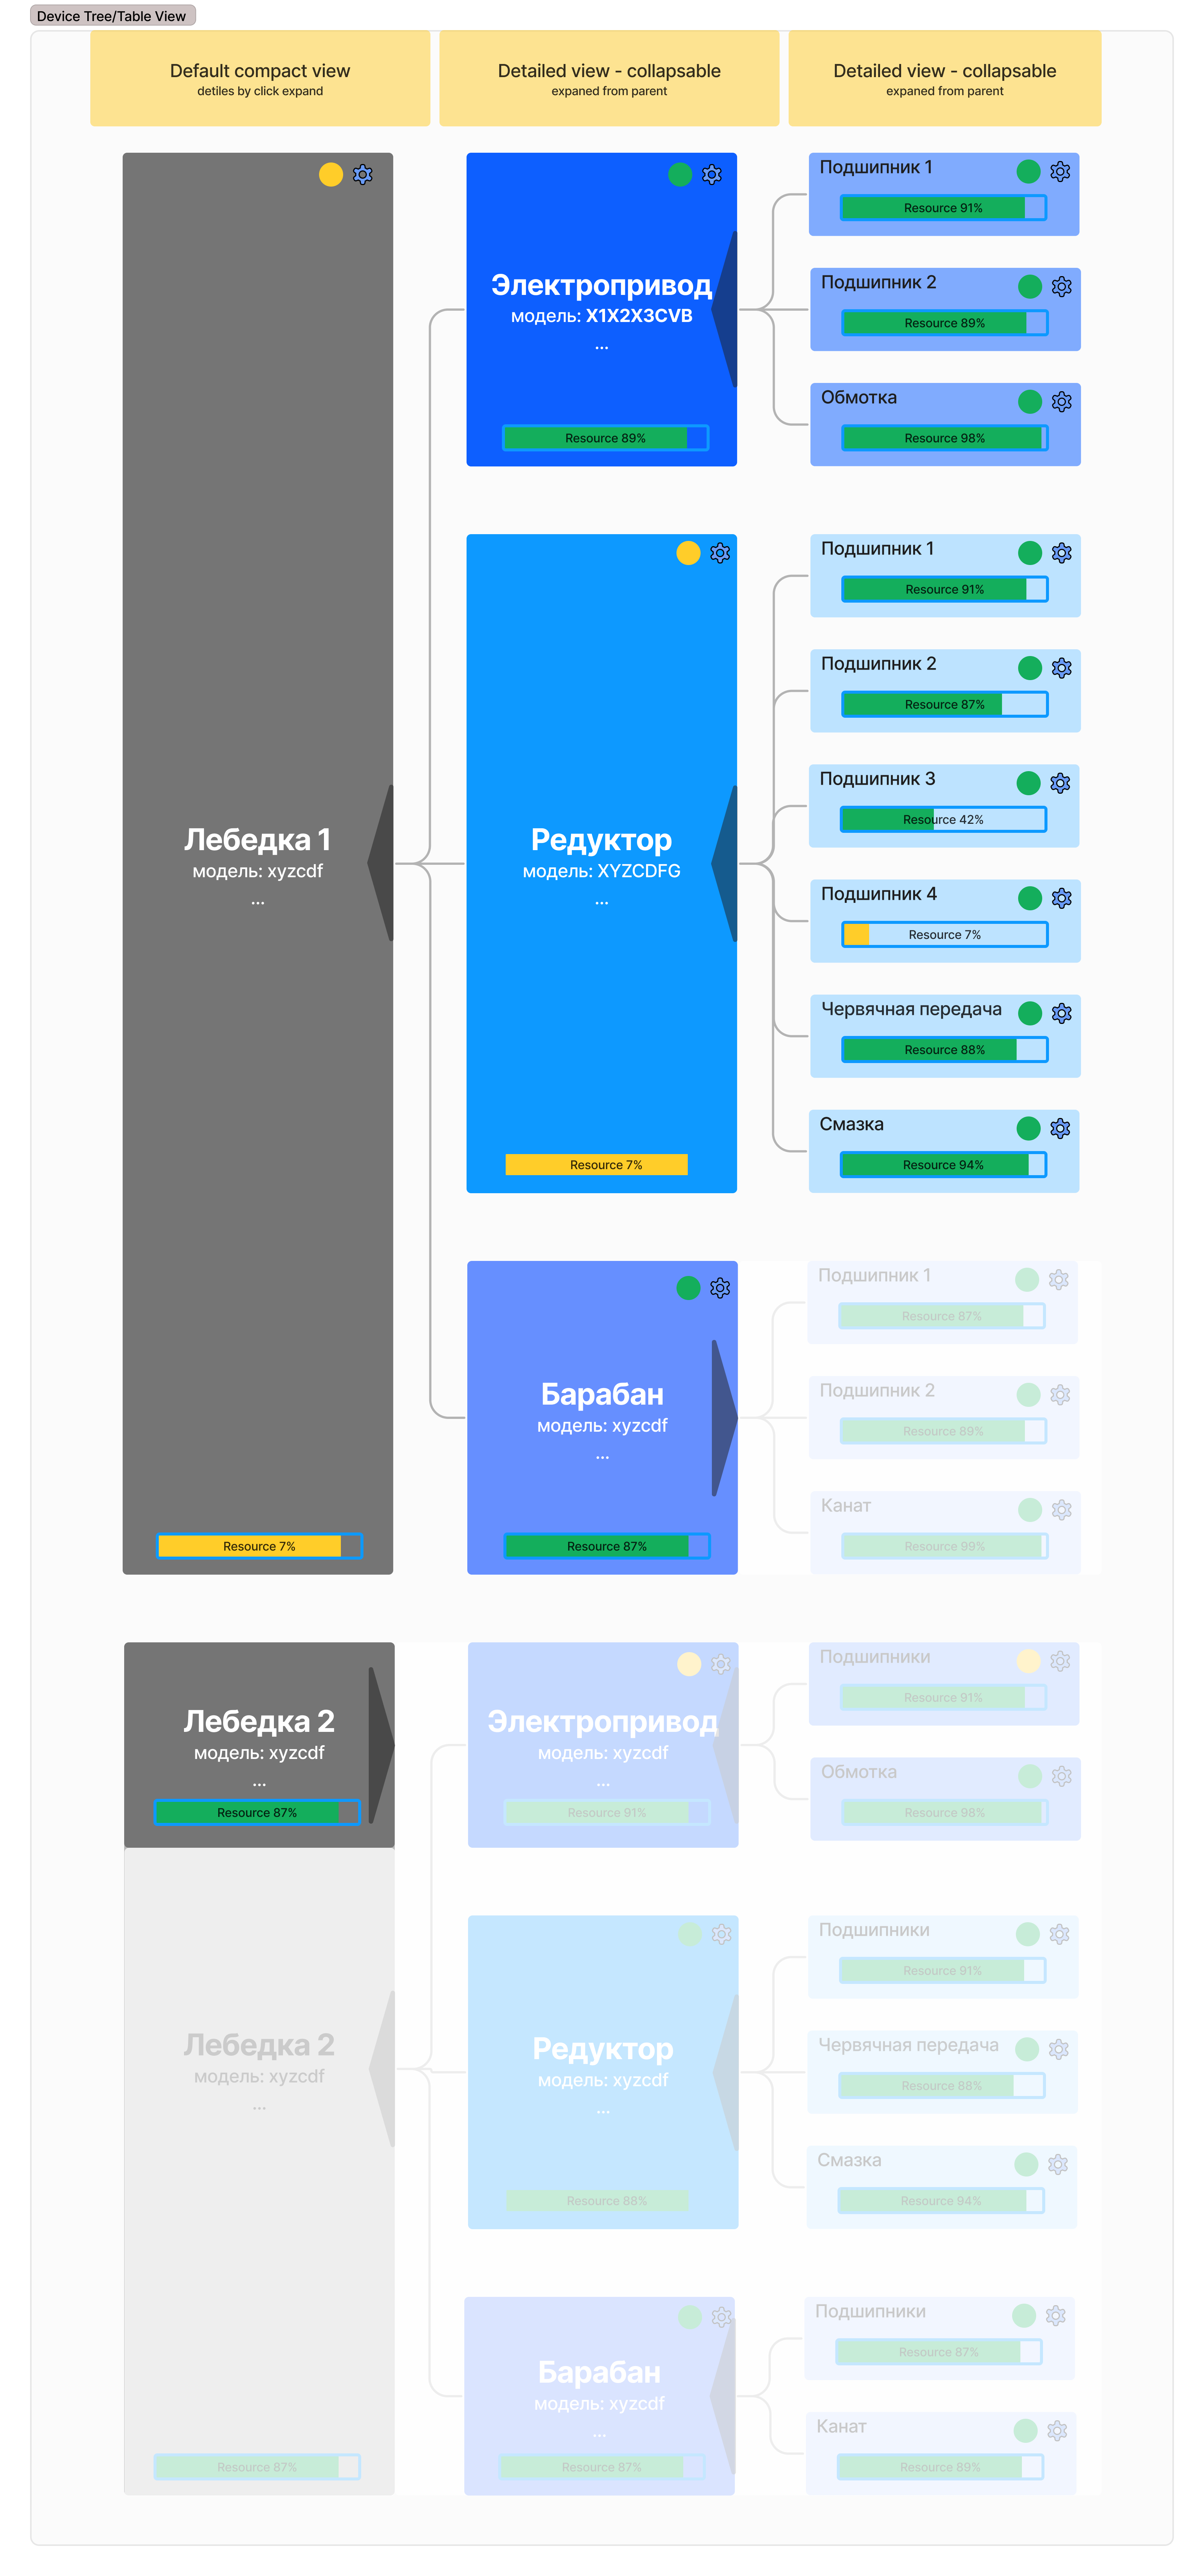 Device Tree/Table View
Default compact view
detiles by click expand
Detailed view - collapsable
expaned from parent
Detailed view - collapsable
expaned from parent
Лебедка 1
модель: xyzcdf
...
Resource 7%
Электропривод
модель: X1X2X3CVB
...
Resource 89%
Подшипник 1
Resource 91%
Подшипник 2
Resource 89%
Обмотка
Resource 98%
Редуктор
модель: XYZCDFG
...
Resource 7%
Подшипник 1
Resource 91%
Подшипник 2
Resource 87%
Подшипник 3
Resource 42%
Подшипник 4
Resource 7%
Червячная передача
Resource 88%
Смазка
Resource 94%
Барабан
модель: xyzcdf
...
Resource 87%
Подшипник 1
Resource 87%
Подшипник 2
Resource 89%
Канат
Resource 99%
Лебедка 2
модель: xyzcdf
...
Resource 87%
Лебедка 2
модель: xyzcdf
...
Resource 87%
Электропривод
модель: xyzcdf
...
Resource 91%
Подшипники
Resource 91%
Обмотка
Resource 98%
Редуктор
модель: xyzcdf
...
Resource 88%
Подшипники
Resource 91%
Червячная передача
Resource 88%
Смазка
Resource 94%
Барабан
модель: xyzcdf
...
Resource 87%
Подшипники
Resource 87%
Канат
Resource 89%